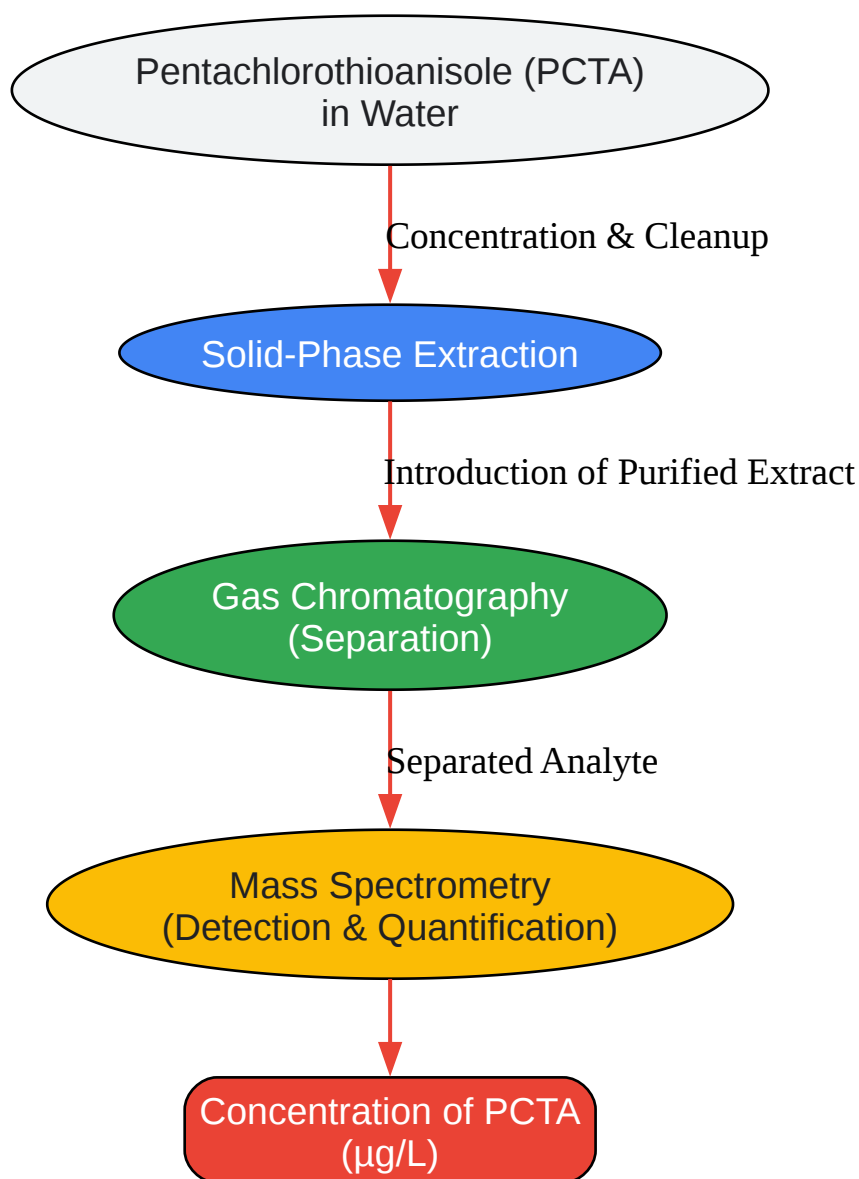 Pentachlorothioanisole (PCTA)
in Water
Concentration & Cleanup
Solid-Phase Extraction
Introduction of Purified Extract
Gas Chromatography
(Separation)
Separated Analyte
Mass Spectrometry
(Detection & Quantification)
Concentration of PCTA
(µg/L)